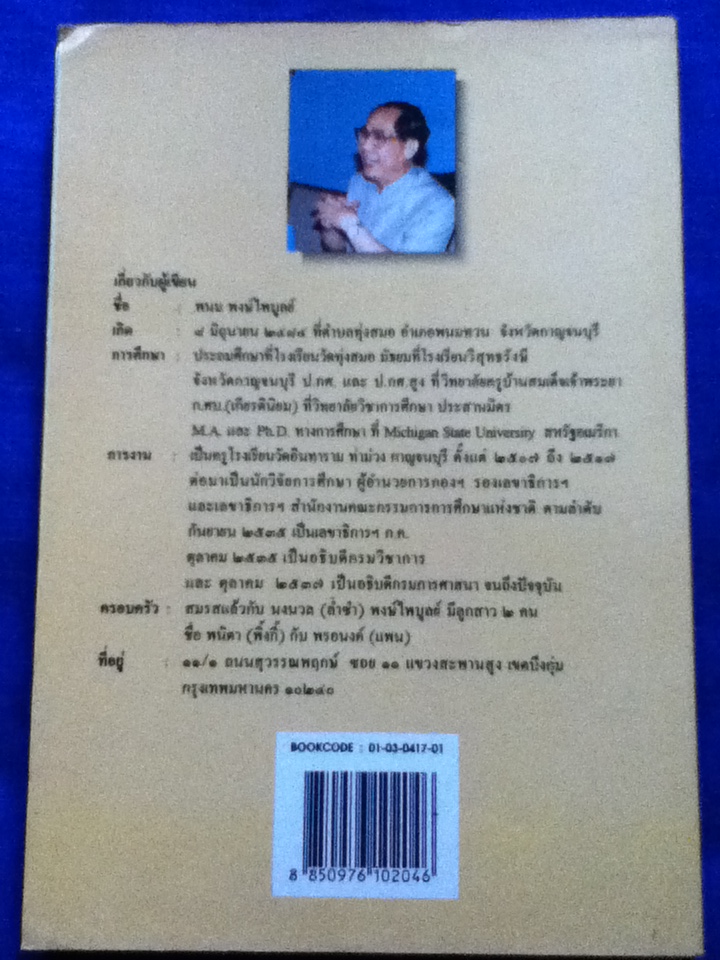 เกี่ยวกับผู้เขียน
ชื่อ : พนม พงษ์ไพบูลย์
เกิด : ๘ มิถุนายน ๒๔๘๔ ที่ตำบลทุ่งสมอ อำเภอพนมทวน จังหวัดกาญจนบุรี
การศึกษา : ประถมศึกษาที่โรงเรียนวัดทุ่งสมอ มัธยมที่โรงเรียนวิสุทธรังษี
จังหวัดกาญจนบุรี ป.กศ. และ ป.กศ.สูง ที่วิทยาลัยครูบ้านสมเด็จเจ้าพระยา
ก.ศบ.(เกียรตินิยม) ที่วิทยาลัยวิชาการศึกษา ประสานมิตร
M.A. และ Ph.D. ทางการศึกษา ที่ Michigan State University สหรัฐอเมริกา
การงาน : เป็นครูโรงเรียนวัดอินทาราม ท่าม่วง กาญจนบุรี ตั้งแต่ ถึง ๒๕๑๗
ต่อมาเป็นนักวิจัยการศึกษา ผู้อำนวยการกองฯ รองเลขาธิการฯ
และเลขาธิการฯ สำนักงานคณะกรรมการการศึกษาแห่งชาติ ตามลำดับ
กันยายน ๒๕๓๕ เป็นเลขาธิการฯ ก.ค.
ตุลาคม ๒๕๓๕ เป็นอธิบดีกรมวิชาการ
และ ตุลาคม ๒๕๓๗ เป็นอธิบดีกรมการศาสนา จนถึงปัจจุบัน
ครอบครัว : สมรสแล้วกับ นงนวล (ล่ำซำ) พงษ์ไพบูลย์ มีลูกสาว ๒ คน
ชื่อ พนิตา (พิ้งกี้) กับ พรอนงค์ (แพน)
ที่อยู่ : ๑๑/๑ ถนนสุวรรณพฤกษ์ ซอย ๑๑ แขวงสะพานสูง เขตบึงกุ่ม
กรุงเทพมหานคร ๑๐๒๔๐
BOOKCODE : 01-03-0417-01
8 850976 102046